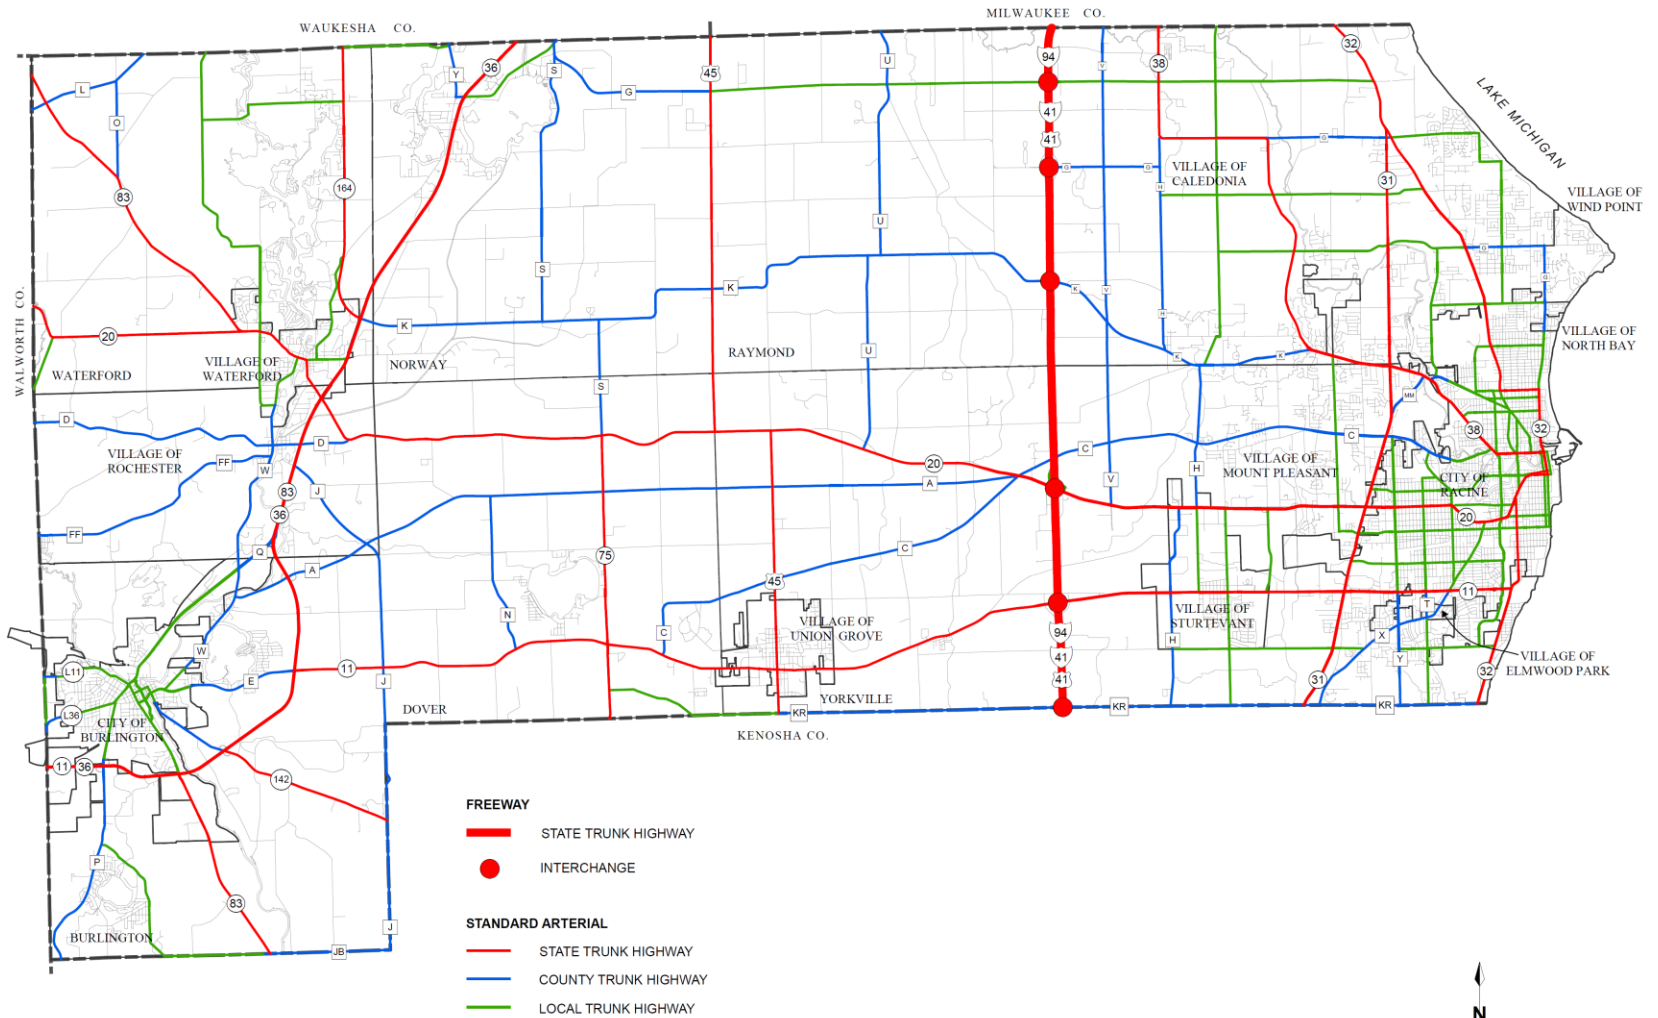 WAUKESHA CO.
MILWAUKEE CO.
LAKE MICHIGAN
WALWORTH CO.
32
36
Y
S
45
94
38
V
U
L
G
O
41
41
G
G
G
VILLAGE OF
CALEDONIA
H
31
83
164
VILLAGE OF
WIND POINT
U
G
G
S
K
K
V
H
20
K
VILLAGE OF
NORTH BAY
VILLAGE OF
WATERFORD
WATERFORD
NORWAY
RAYMOND
U
K
K
S
MM
D
D
VILLAGE OF
ROCHESTER
FF
W
J
83
36
FF
Q
A
20
A
C
V
H
VILLAGE OF
MOUNT PLEASANT
C
38
32
CITY OF
RACINE
20
C
75
45
N
C
VILLAGE OF
UNION GROVE
94
41
41
VILLAGE OF
STURTEVANT
H
11
T
X
Y
VILLAGE OF
ELMWOOD PARK
32
31
W
E
11
J
L11
L36
CITY OF
BURLINGTON
DOVER
YORKVILLE
KR
KR
KR
KENOSHA CO.
11
36
142
P
83
J
BURLINGTON
JB
FREEWAY
STATE TRUNK HIGHWAY
INTERCHANGE
STANDARD ARTERIAL
STATE TRUNK HIGHWAY
COUNTY TRUNK HIGHWAY
LOCAL TRUNK HIGHWAY
N